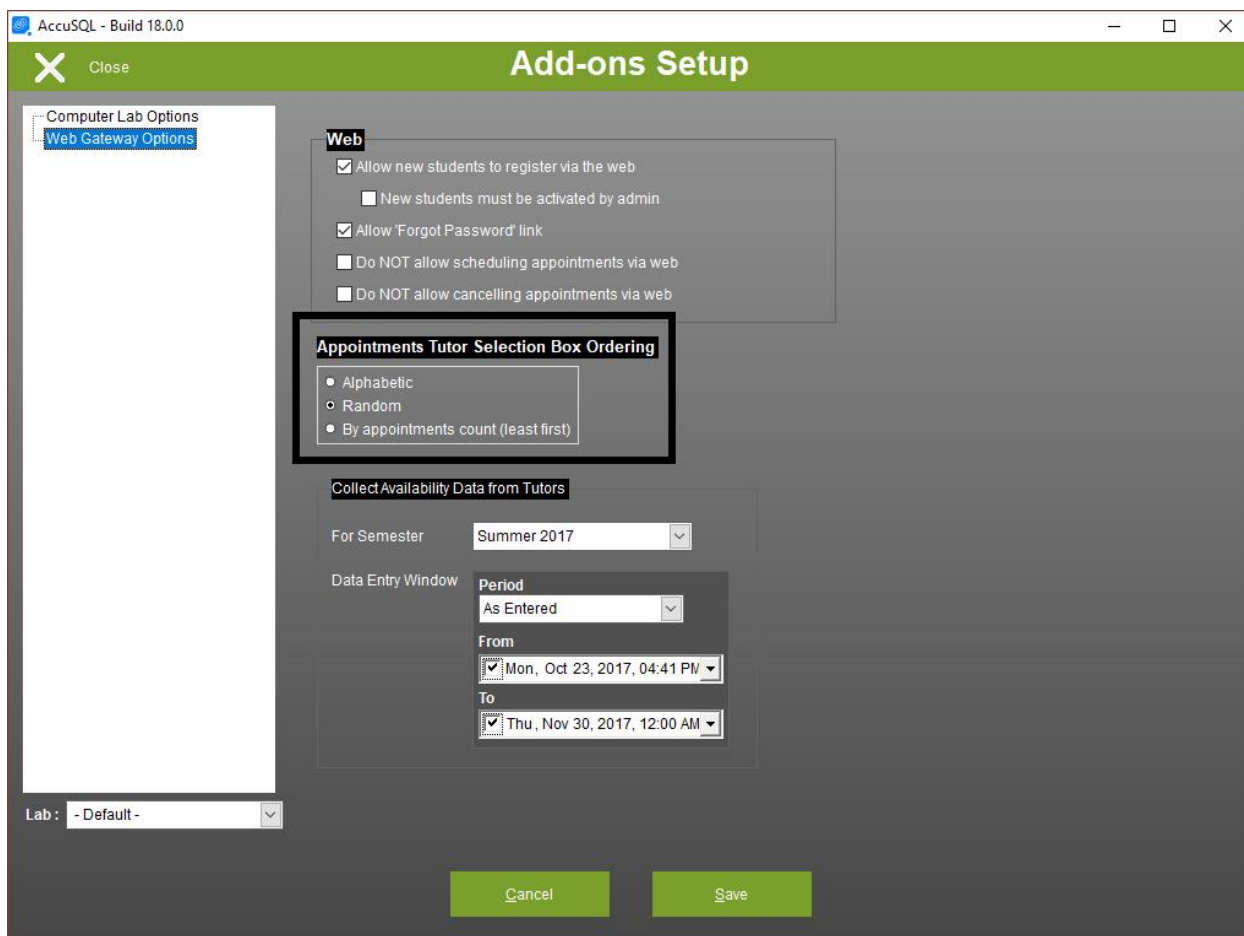 AccuSQL - Build 18.0.0
Close
Add-ons Setup
Computer Lab Options
Web Gateway Options
Web
Allow new students to register via the web
New students must be activated by admin
Allow 'Forgot Password' link
Do NOT allow scheduling appointments via web
Do NOT allow cancelling appointments via web
Appointments Tutor Selection Box Ordering
Alphabetic
Random
By appointments count (least first)
Collect Availability Data from Tutors
For Semester
Summer 2017
Data Entry Window
Period
As Entered
From
Mon, Oct 23, 2017, 04:41 PM
To
Thu, Nov 30, 2017, 12:00 AM
Lab : - Default -
Cancel
Save